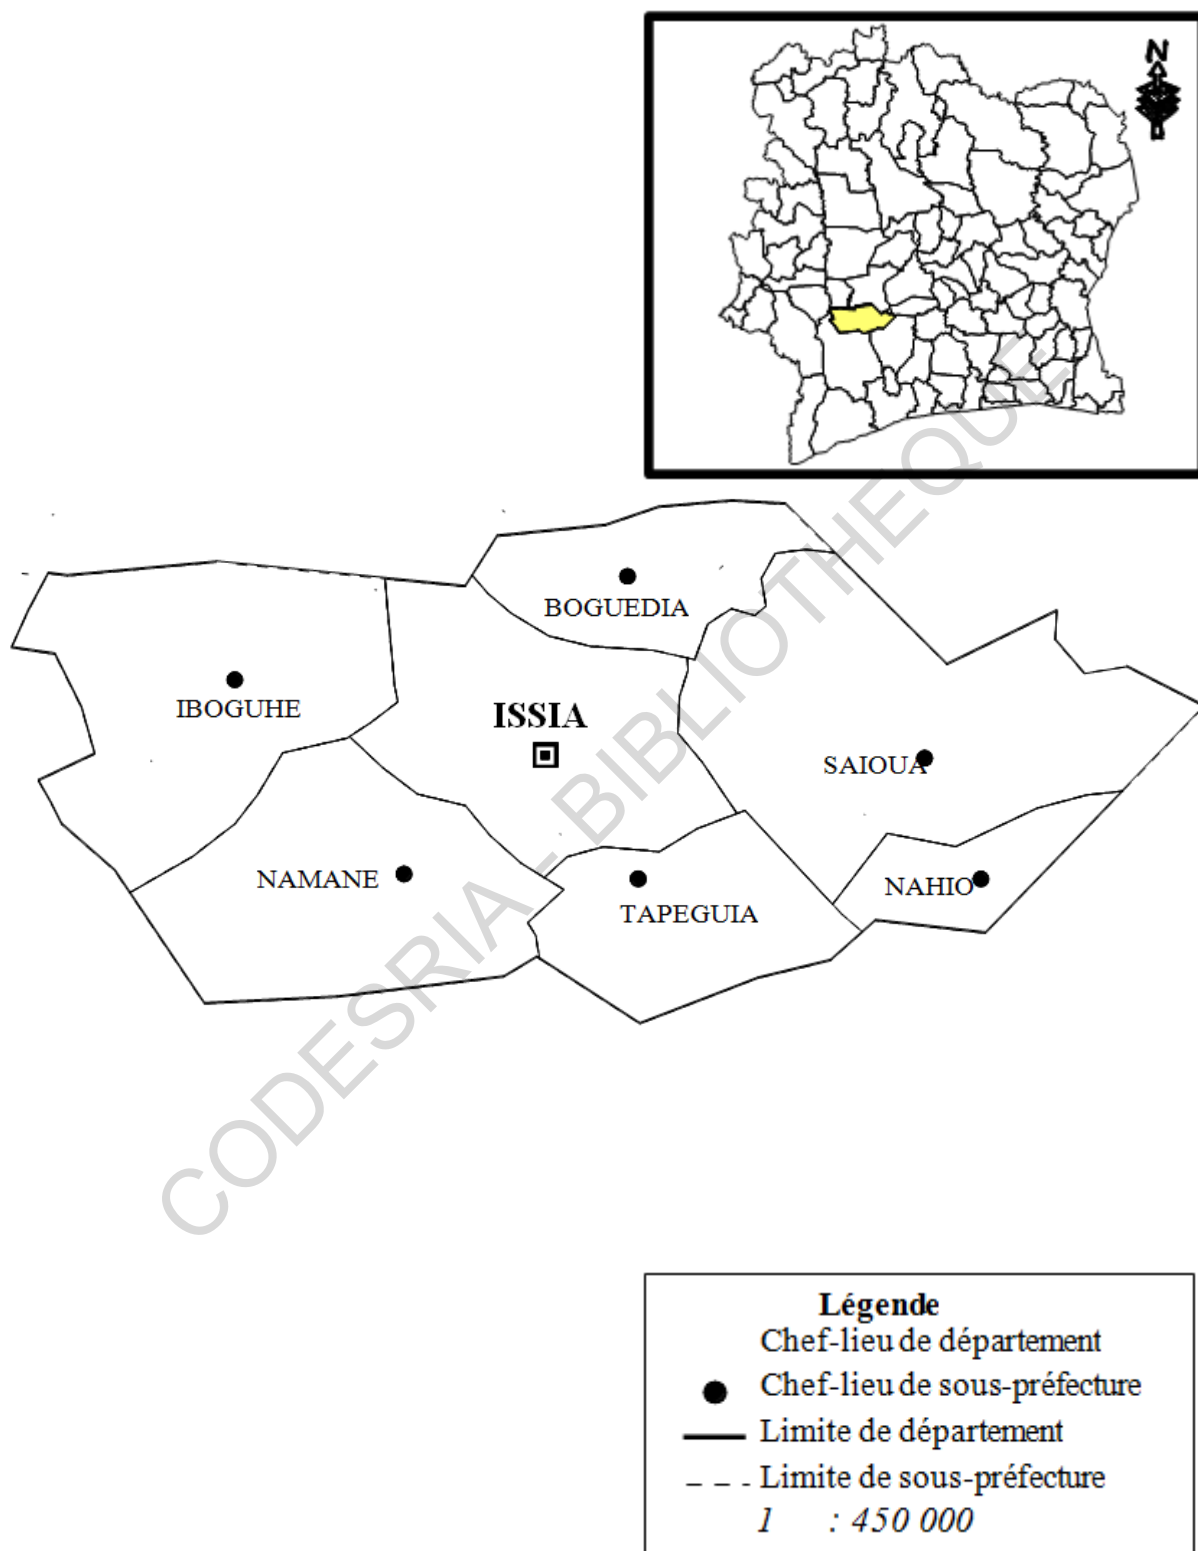 N
BOGUEDIA
IBOGUHE
ISSIA
SAIOUA
NAMANE
NAHIO
TAPEGUIA
CODESRIA - BIBLIOTHEQUE
Légende
Chef-lieu de département
Chef-lieu de sous-préfecture
Limite de département
Limite de sous-préfecture
1 : 450 000